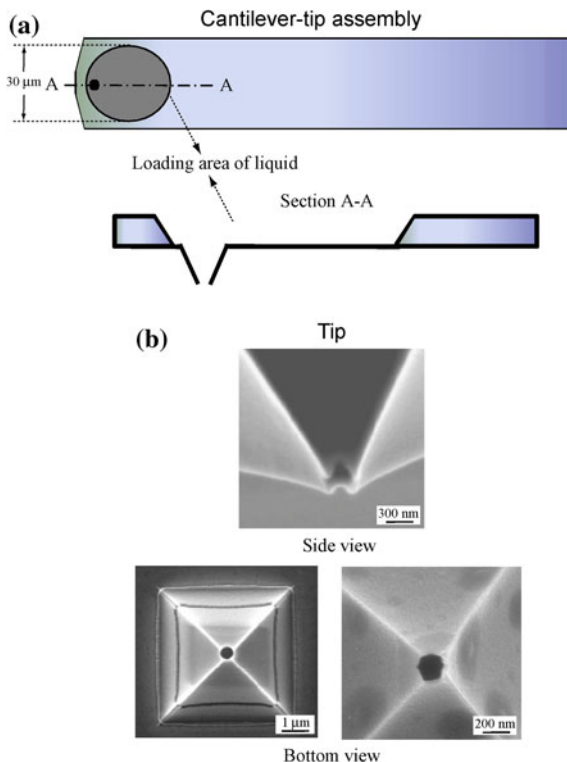 (a)
Cantilever-tip assembly
30 μm
A
A
Loading area of liquid
Section A-A
(b)
Tip
300 nm
Side view
1 μm
200 nm
Bottom view